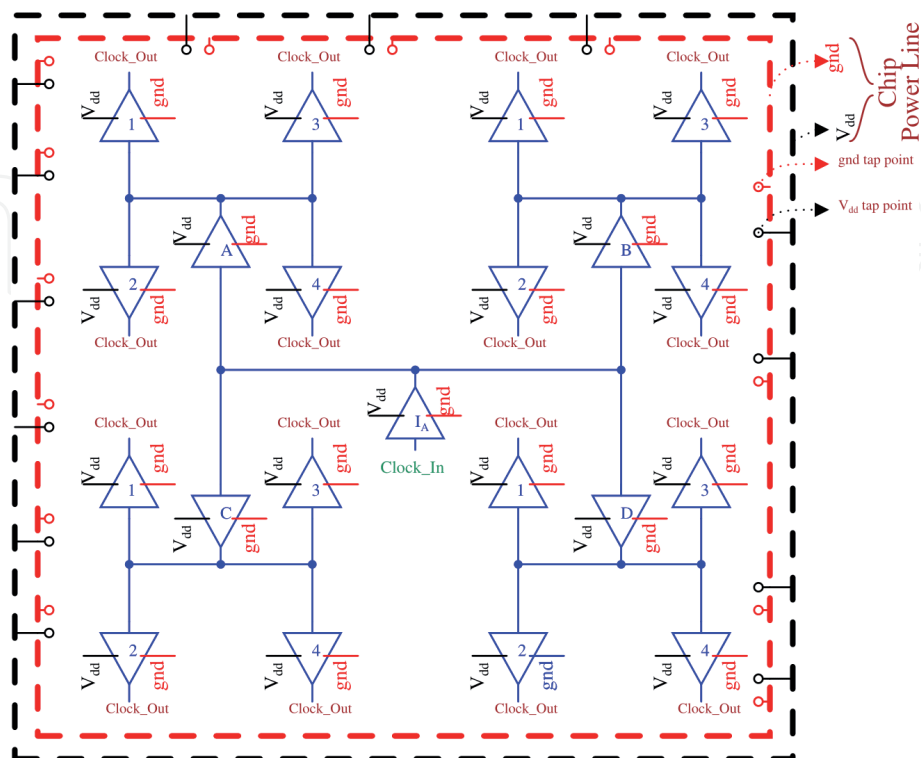 Clock_Out Clock_Out Clock_Out Clock_Out
Vdd 1 gnd Vdd 3 gnd Vdd 1 gnd Vdd 3 gnd
gnd
Vdd
Chip
Power Line
gnd tap point
Vdd tap point
Vdd A gnd Vdd B gnd
Vdd 2 gnd Vdd 4 gnd Vdd 2 gnd Vdd 4 gnd
Clock_Out Clock_Out Clock_Out Clock_Out
Vdd IA gnd
Clock_In
Clock_Out Clock_Out Clock_Out Clock_Out
Vdd 1 gnd Vdd 3 gnd Vdd 1 gnd Vdd 3 gnd
Vdd C gnd Vdd D gnd
Vdd 2 gnd Vdd 4 gnd Vdd 2 gnd Vdd 4 gnd
Clock_Out Clock_Out Clock_Out Clock_Out